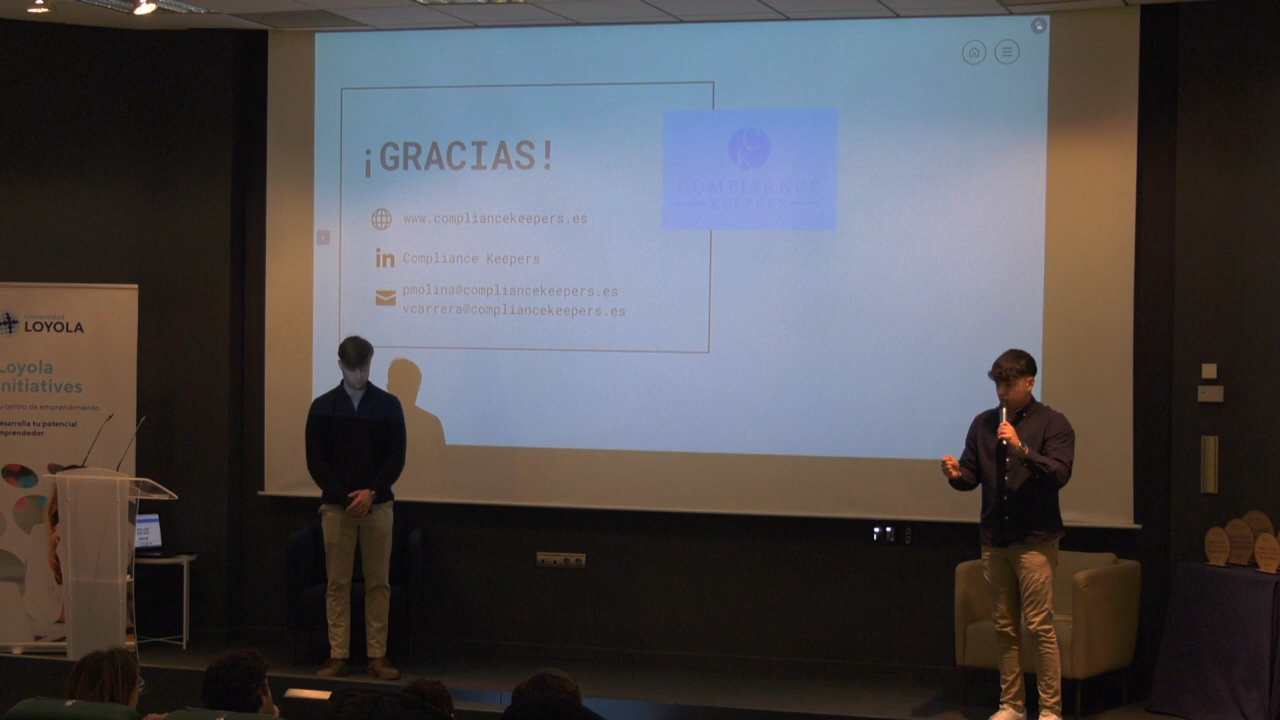 ¡GRACIAS!
www.compliancekeepers.es
in Compliance Keepers
pmolina@compliancekeepers.es
vcarrera@compliancekeepers.es
COMPLIANCE
KEEPERS
Universidad
LOYOLA
Loyola
Initiatives
u centro de emprendimiento
esarrolla tu potencial
mprendedor